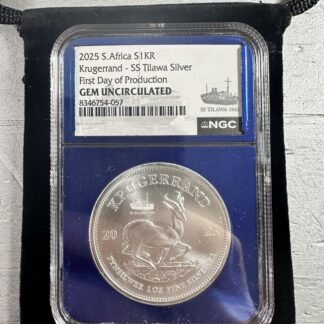 2025 S.Africa S1KR
Krugerrand - SS Tilawa Silver
First Day of Production
GEM UNCIRCULATED
8346754-057
SS TILAWA 1942
NGC
KRUGERRAND
20 25
FYNSILWER 1 OZ FINE SILVER